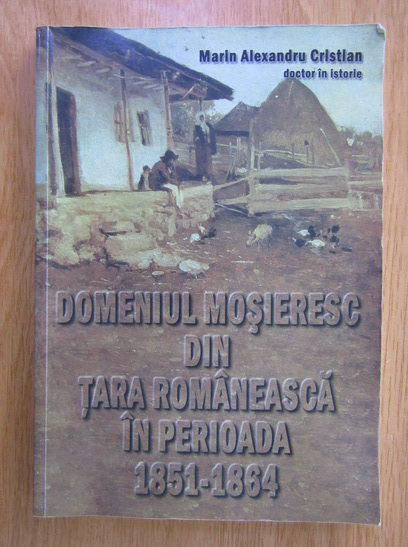 Marin Alexandru Cristian
doctor în istorie
DOMENIUL MOȘIERESC
DIN
ȚARA ROMÂNEASCĂ
ÎN PERIOADA
1851-1864